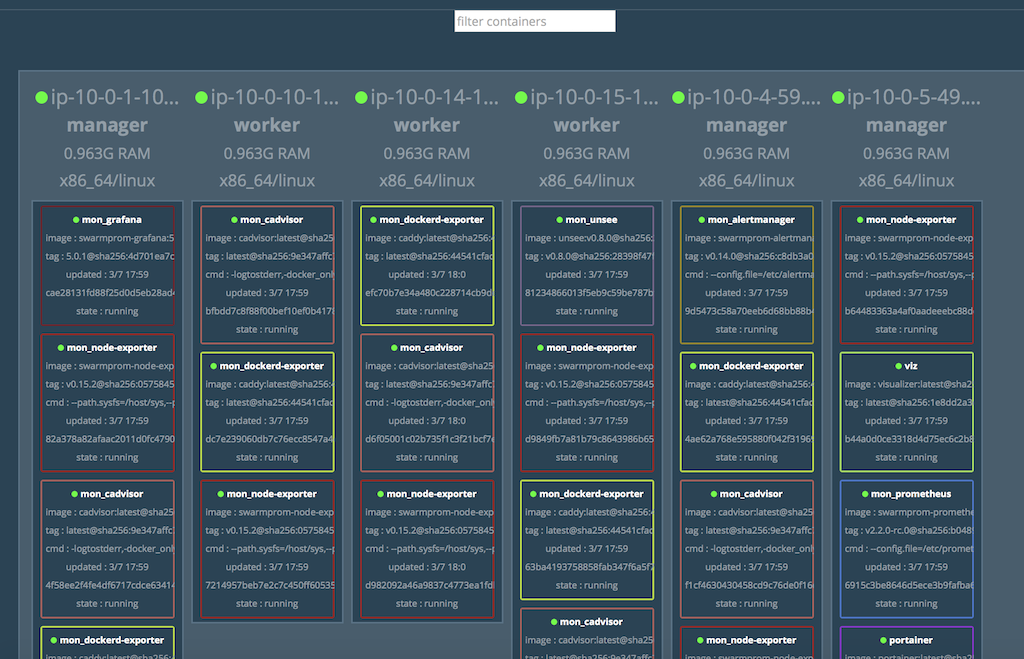 filter containers
ip-10-0-1-10...
manager
0.963G RAM
x86_64/linux
mon_grafana
image : swarmprom-grafana:5
tag : 5.0.1@sha256:4d701ea7c
updated : 3/7 17:59
cae28131fd88f25d0d5eb28ad4
state : running
mon_node-exporter
image : swarmprom-node-exp
tag : v0.15.2@sha256:0575845
cmd : --path.sysfs=/host/sys,--p
updated : 3/7 17:59
82a378a82afaac2011d0fc4790
state : running
mon_cadvisor
image : cadvisor:latest@sha25
tag : latest@sha256:9e347affc
cmd : -logtostderr,-docker_onl
updated : 3/7 17:59
4f58ee2f4fe4df6717cdce63414
state : running
mon_dockerd-exporter
image : caddy:latest@sha256:4
ip-10-0-10-1...
worker
0.963G RAM
x86_64/linux
mon_cadvisor
image : cadvisor:latest@sha25
tag : latest@sha256:9e347affc
cmd : -logtostderr,-docker_onl
updated : 3/7 17:59
bfbdd7c8f88f00bef10ef0b417
state : running
mon_dockerd-exporter
image : caddy:latest@sha256:4
tag : latest@sha256:44541cfac
updated : 3/7 17:59
dc7e239060db7c76ecc8547a4
state : running
mon_node-exporter
image : swarmprom-node-exp
tag : v0.15.2@sha256:0575845
cmd : --path.sysfs=/host/sys,--p
updated : 3/7 17:59
7214957beb7e2c7c450ff60535
state : running
ip-10-0-14-1...
worker
0.963G RAM
x86_64/linux
mon_dockerd-exporter
image : caddy:latest@sha256:4
tag : latest@sha256:44541cfac
updated : 3/7 18:0
efc70b7e34a480c228714cb9d
state : running
mon_cadvisor
image : cadvisor:latest@sha25
tag : latest@sha256:9e347affc
cmd : -logtostderr,-docker_onl
updated : 3/7 18:0
d6f05001c02b735f1c3f21bcf7
state : running
mon_node-exporter
image : swarmprom-node-exp
tag : v0.15.2@sha256:0575845
cmd : --path.sysfs=/host/sys,--p
updated : 3/7 18:0
d982092a46a9837c4773ea1fd
state : running
ip-10-0-15-1...
worker
0.963G RAM
x86_64/linux
mon_unsee
image : unsee:v0.8.0@sha256:
tag : v0.8.0@sha256:28398f47
updated : 3/7 17:59
81234866013f5eb9c59be787b
state : running
mon_node-exporter
image : swarmprom-node-exp
tag : v0.15.2@sha256:0575845
cmd : --path.sysfs=/host/sys,--p
updated : 3/7 17:59
d9849fb7a81b79c8643986b65
state : running
mon_dockerd-exporter
image : caddy:latest@sha256:4
tag : latest@sha256:44541cfac
updated : 3/7 17:59
63ba4193758858fab347f6a5f7
state : running
mon_cadvisor
image : cadvisor:latest@sha25
tag : latest@sha256:9e347affc
ip-10-0-4-59....
manager
0.963G RAM
x86_64/linux
mon_alertmanager
image : swarmprom-alertman
tag : v0.14.0@sha256:c8db3a0
cmd : --config.file=/etc/alertma
updated : 3/7 17:59
9d5473c58a70eeb6d68bb88b
state : running
mon_dockerd-exporter
image : caddy:latest@sha256:4
tag : latest@sha256:44541cfac
updated : 3/7 17:59
4ae62a768e595880f042f3196
state : running
mon_cadvisor
image : cadvisor:latest@sha25
tag : latest@sha256:9e347affc
cmd : -logtostderr,-docker_onl
updated : 3/7 17:59
f1cf4630430458cd9c76de0f16
state : running
mon_node-exporter
image : swarmprom-node-exp
ip-10-0-5-49....
manager
0.963G RAM
x86_64/linux
mon_node-exporter
image : swarmprom-node-exp
tag : v0.15.2@sha256:0575845
cmd : --path.sysfs=/host/sys,--p
updated : 3/7 17:59
b64483363a4af0aadeeebc88d
state : running
viz
image : visualizer:latest@sha2
tag : latest@sha256:1e8dd2a3
updated : 3/7 17:59
b44a0d0ce3318d4d75ec6c2b8
state : running
mon_prometheus
image : swarmprom-promethe
tag : v2.2.0-rc.0@sha256:b048
cmd : --config.file=/etc/promet
updated : 3/7 17:59
6915c3be8646d5ece3b9fafba
state : running
portainer
image : portainer:latest@sha2